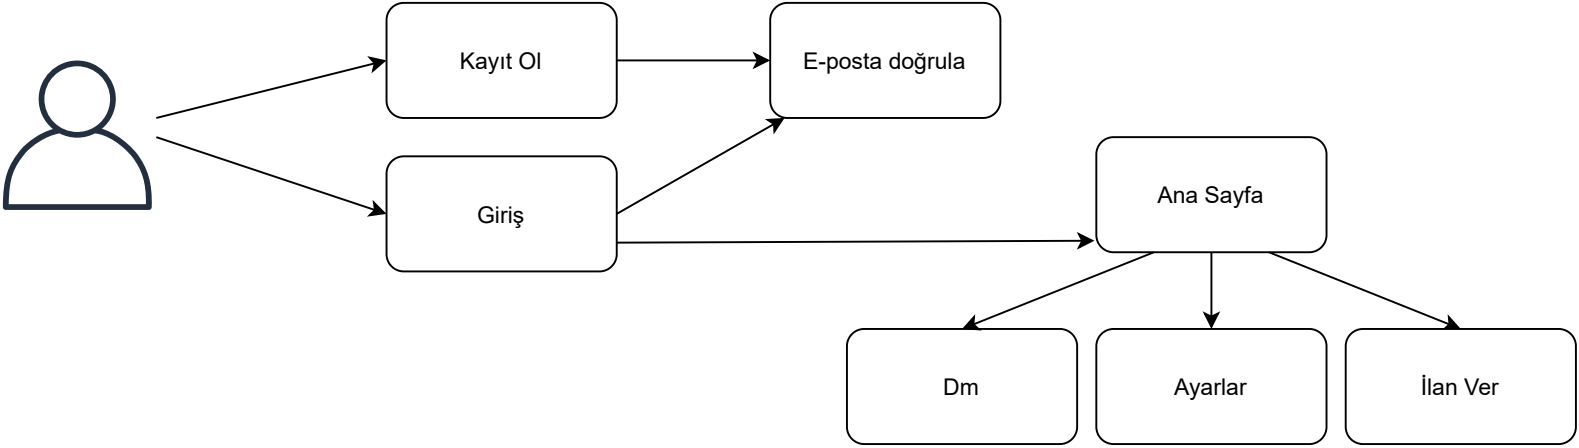 Kayıt Ol
E-posta doğrula
Giriş
Ana Sayfa
Dm
Ayarlar
İlan Ver